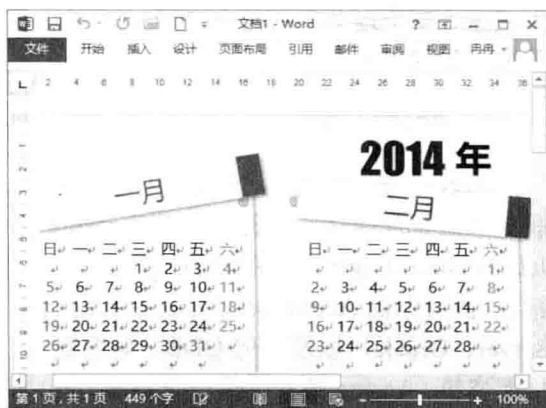 文档1 - Word
文件 开始 插入 设计 页面布局 引用 邮件 审阅 视图 冉冉
L 2 4 6 8 10 12 14 16 18 20 22 24 26 28 30 32 34 36
2014 年
一月 二月
日 一 二 三 四 五 六 日 一 二 三 四 五 六
1 2 3 4 1
5 6 7 8 9 10 11 2 3 4 5 6 7 8
12 13 14 15 16 17 18 9 10 11 12 13 14 15
19 20 21 22 23 24 25 16 17 18 19 20 21 22
26 27 28 29 30 31 23 24 25 26 27 28
第 1 页，共 1 页 449 个字 100%